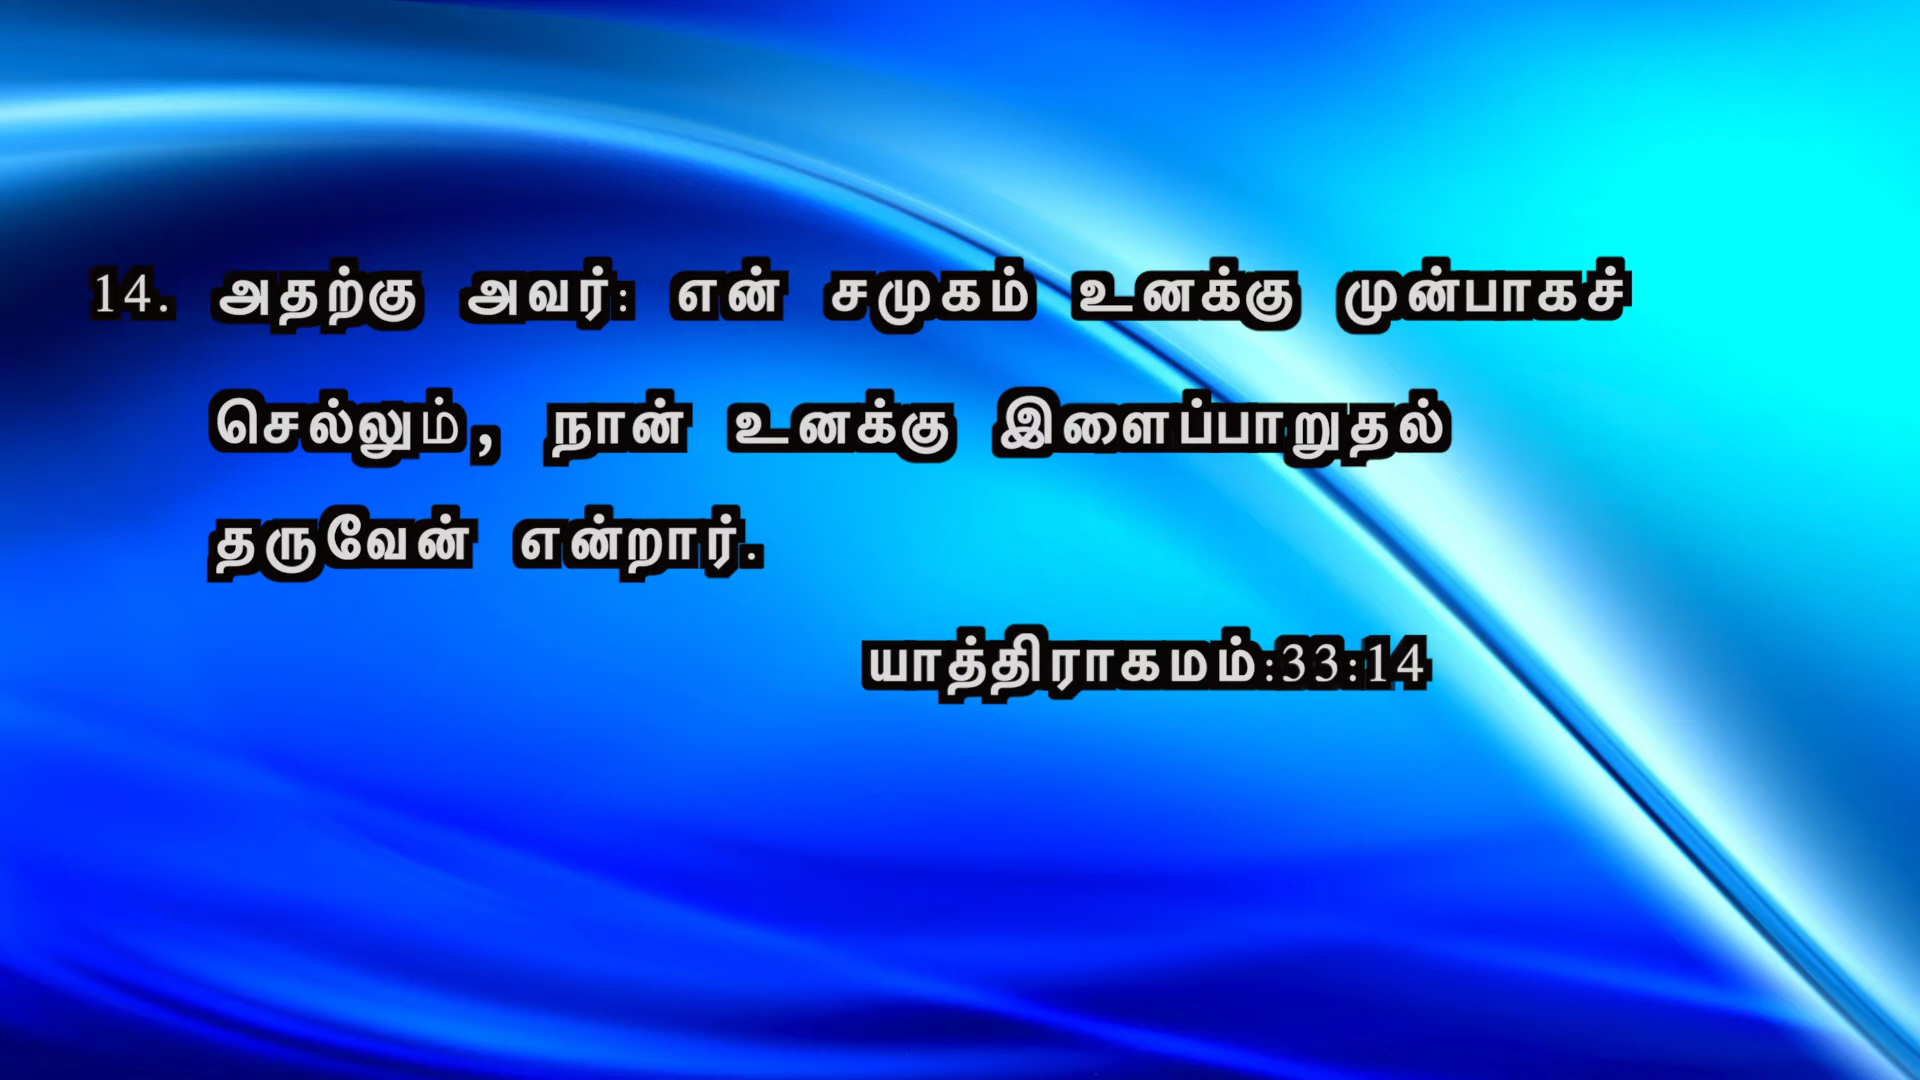 14. அதற்கு அவர்: என் சமுகம் உனக்கு முன்பாகச்
செல்லும், நான் உனக்கு இளைப்பாறுதல்
தருவேன் என்றார்.
யாத்திராகமம்:33:14